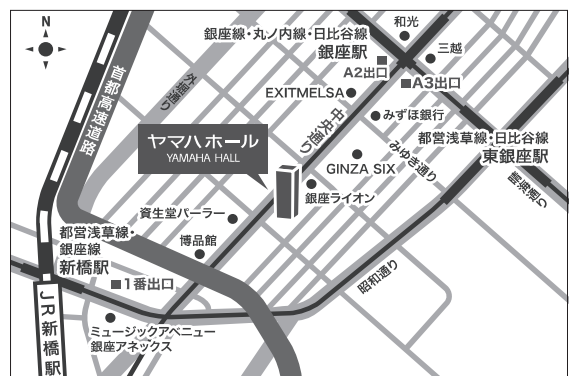 N
和光
銀座線・丸ノ内線・日比谷線
銀座駅
三越
A2出口
A3出口
外堀通り
EXITMELSA
首都高速道路
中央通り
みずほ銀行
都営浅草線・日比谷線
東銀座駅
ヤマハホール
YAMAHA HALL
みゆき通り
GINZA SIX
晴海通り
銀座ライオン
資生堂パーラー
都営浅草線・
銀座線
新橋駅
博品館
昭和通り
1番出口
JR新橋駅
ミュージックアベニュー
銀座アネックス